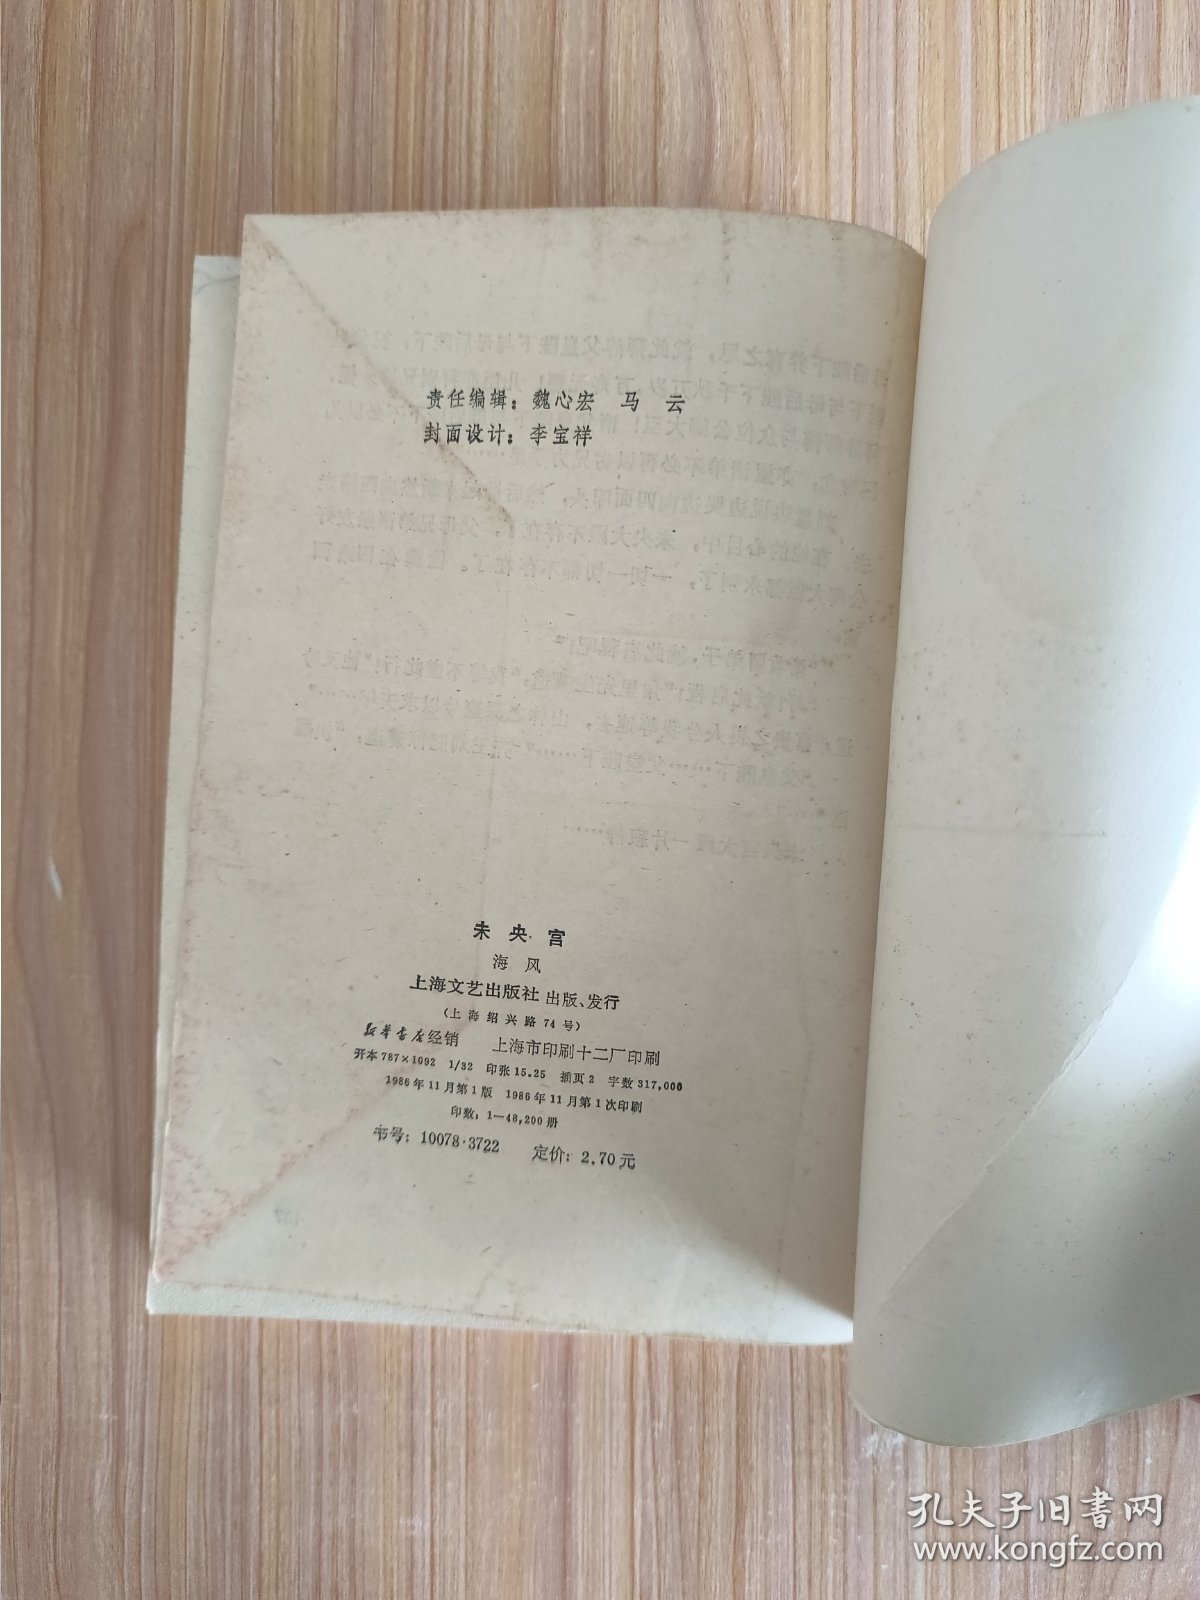 责任编辑：魏心宏 马 云
封面设计：李宝祥
未央宫
海风
上海文艺出版社 出版、发行
（上海绍兴路74号）
新华书店经销 上海市印刷十二厂印刷
开本 787×1092 1/32 印张 15.25 插页 2 字数 317,000
1986年11月第1版 1986年11月第1次印刷
印数：1—48,200册
书号：10078·3722 定价：2.70元
孔夫子旧书网
www.kongfz.com